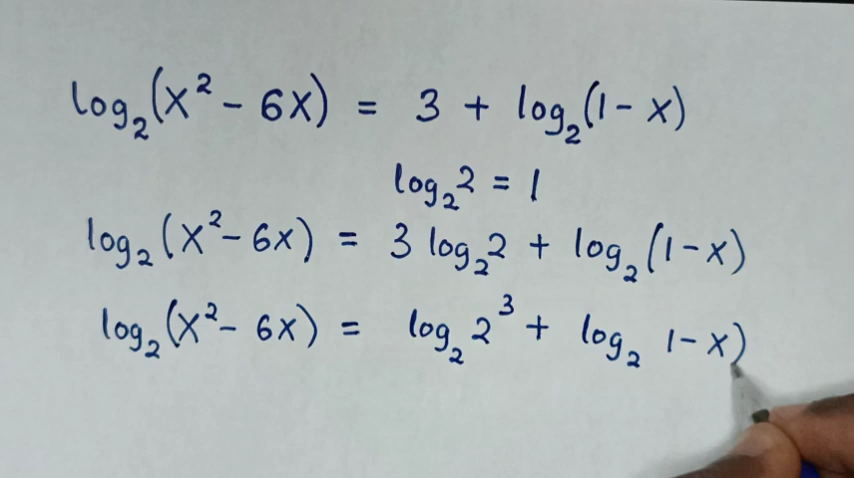 log₂(x² - 6x) = 3 + log₂(1 - x)
log₂2 = 1
log₂(x² - 6x) = 3 log₂2 + log₂(1-x)
log₂(x² - 6x) = log₂2³ + log₂ 1-x)